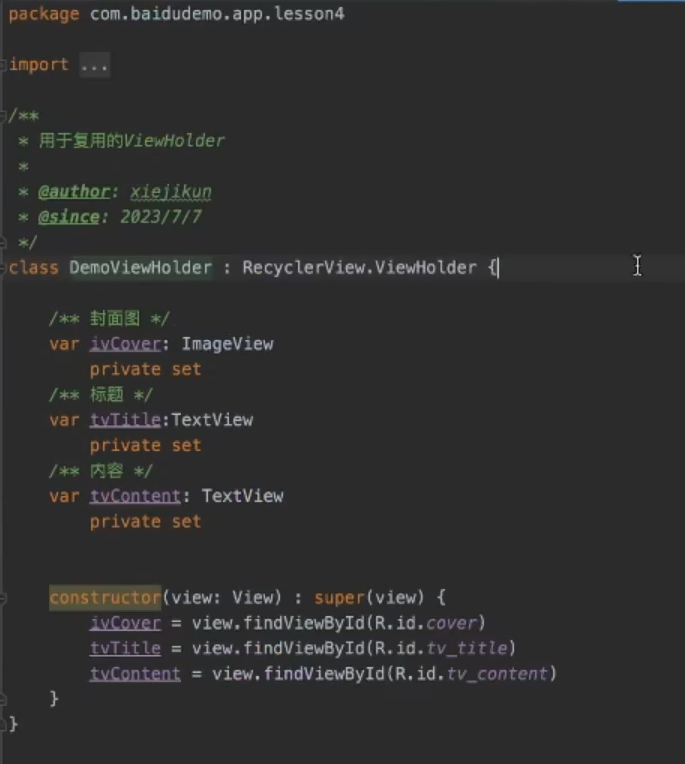 package com.baidudemo.app.lesson4
import ...
/**
* 用于复用的ViewHolder
*
* @author: xiejikun
* @since: 2023/7/7
*/
class DemoViewHolder : RecyclerView.ViewHolder {
/** 封面图 */
var ivCover: ImageView
private set
/** 标题 */
var tvTitle:TextView
private set
/** 内容 */
var tvContent: TextView
private set
constructor(view: View) : super(view) {
ivCover = view.findViewById(R.id.cover)
tvTitle = view.findViewById(R.id.tv_title)
tvContent = view.findViewById(R.id.tv_content)
}
}